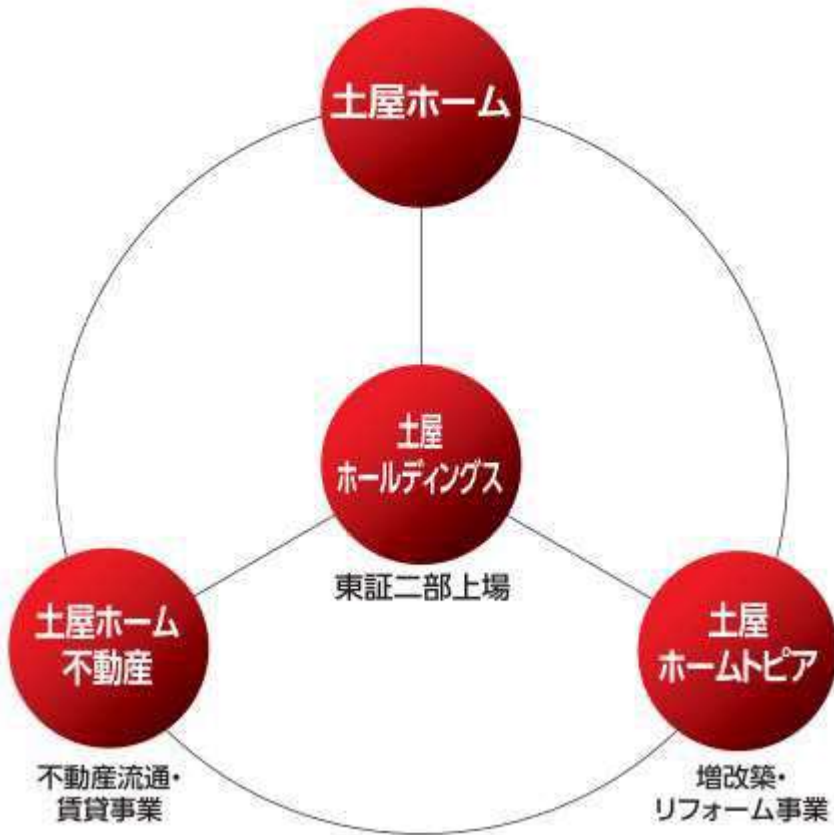 土屋ホーム
土屋
ホールディングス
東証二部上場
土屋ホーム
不動産
不動産流通・
賃貸事業
土屋
ホームトピア
増改築・
リフォーム事業